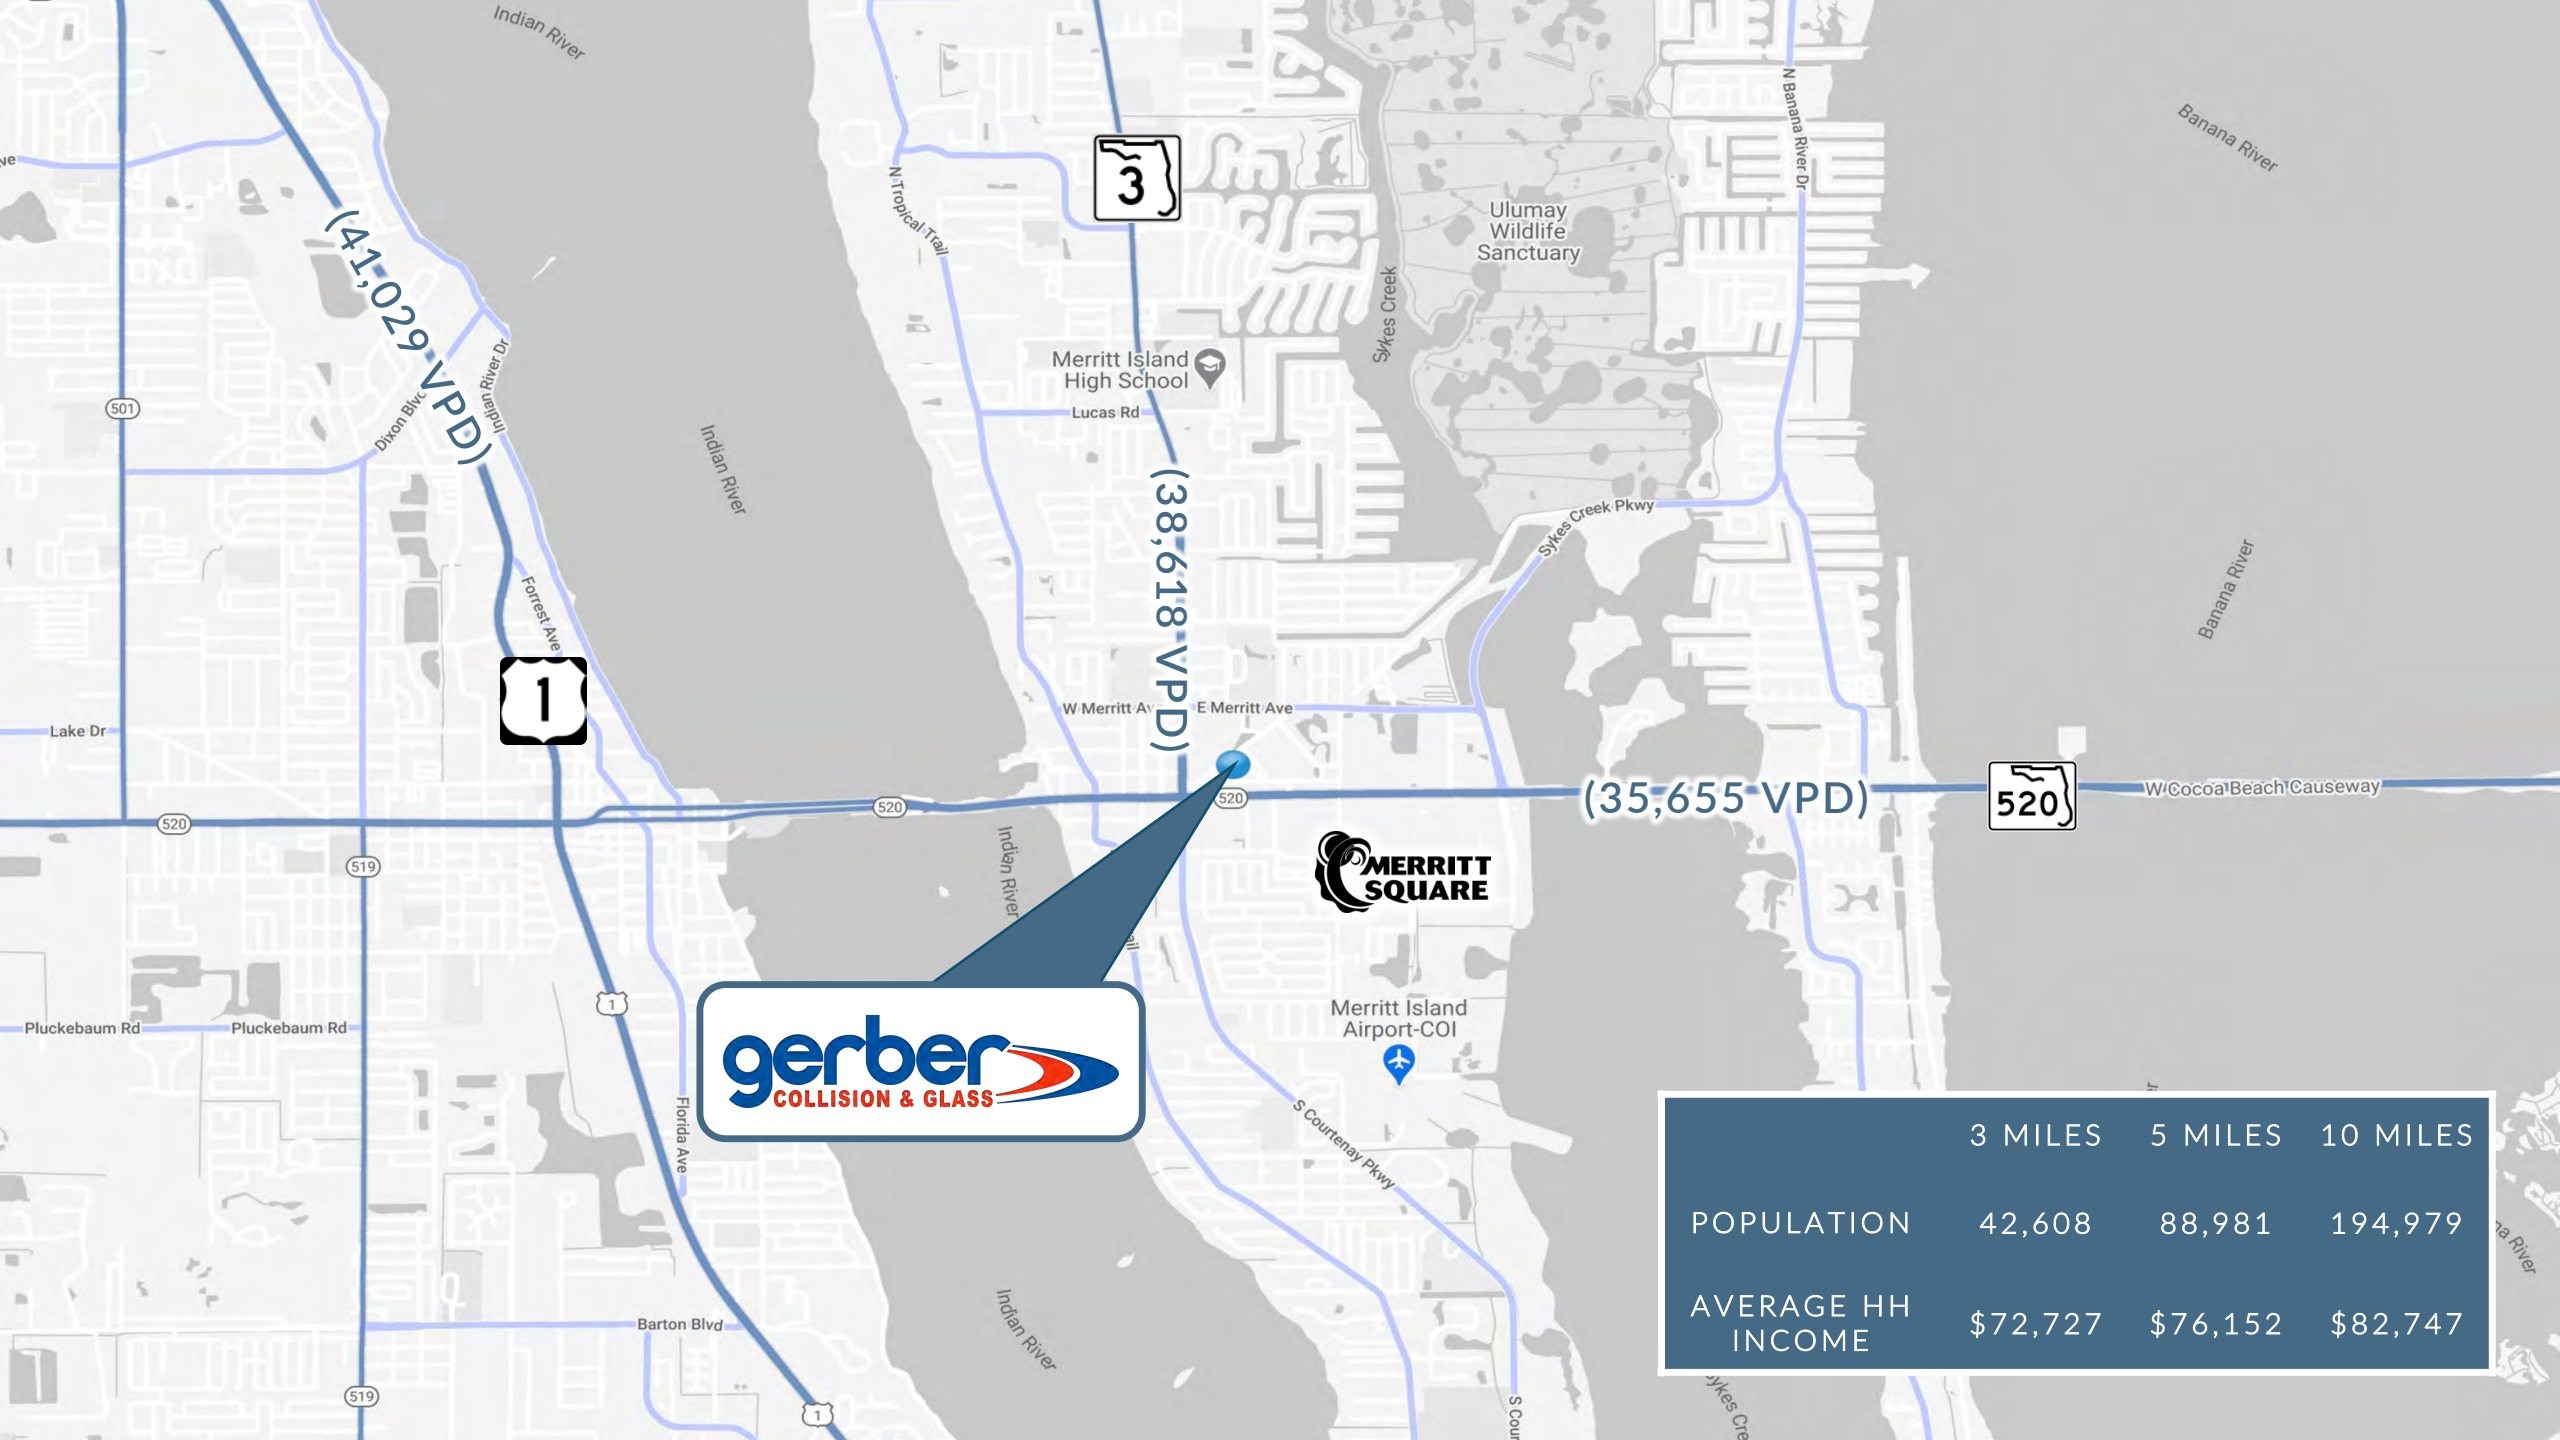 Indian River
Banana River
N Banana River Dr
3
N Tropical Trail
Ulumay
Wildlife
Sanctuary
(41,029 VPD)
Sykes Creek
Indian River Dr
Merritt Island
High School
501
Dixon Blvd
Lucas Rd
Indian River
(38,618 VPD)
Sykes Creek Pkwy
Banana River
Forrest Ave
1
W Merritt Av
E Merritt Ave
Lake Dr
520
520
520
(35,655 VPD)
520
W Cocoa Beach Causeway
519
Indian River
MERRITT
SQUARE
1
Pluckebaum Rd
Pluckebaum Rd
gerber
COLLISION & GLASS
Merritt Island
Airport-COI
Florida Ave
S Courtenay Pkwy
3 MILES 5 MILES 10 MILES
POPULATION 42,608 88,981 194,979
AVERAGE HH
INCOME $72,727 $76,152 $82,747
Barton Blvd
Indian River
519
1
S Cour